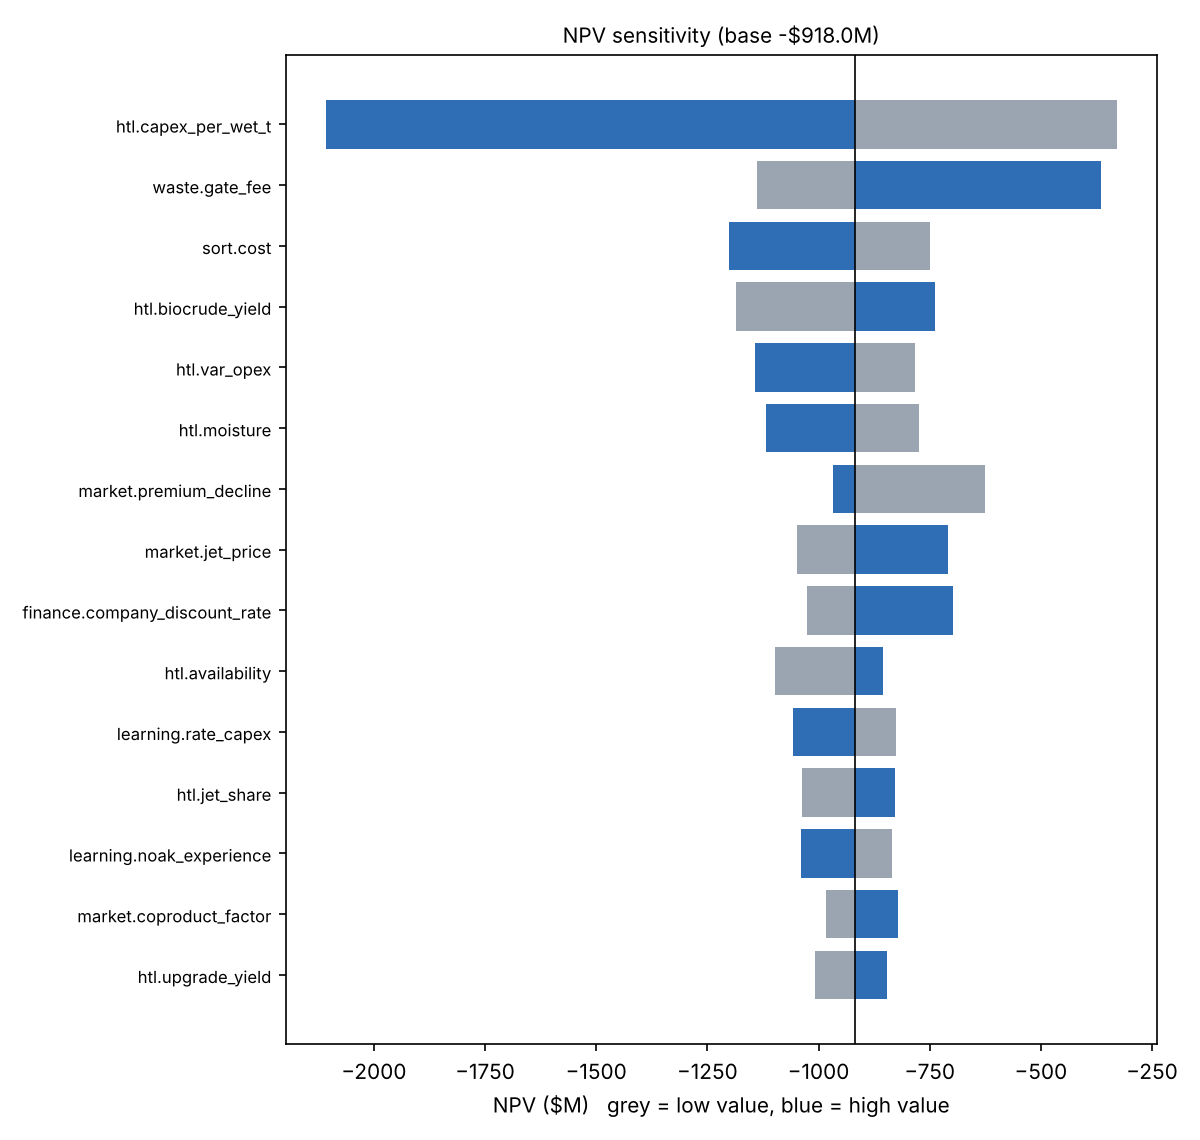 NPV sensitivity (base -$918.0M)
htl.capex_per_wet_t
waste.gate_fee
sort.cost
htl.biocrude_yield
htl.var_opex
htl.moisture
market.premium_decline
market.jet_price
finance.company_discount_rate
htl.availability
learning.rate_capex
htl.jet_share
learning.noak_experience
market.coproduct_factor
htl.upgrade_yield
−2000 −1750 −1500 −1250 −1000 −750 −500 −250
NPV ($M)   grey = low value, blue = high value